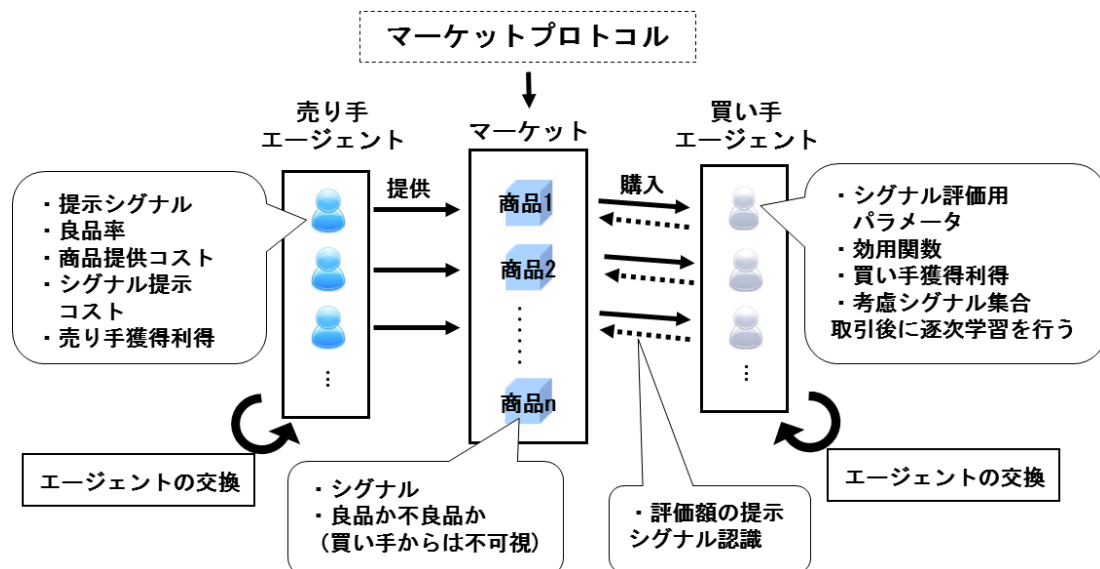 マーケットプロトコル
売り手
エージェント
マーケット
買い手
エージェント
・提示シグナル
・良品率
・商品提供コスト
・シグナル提示
コスト
・売り手獲得利得
提供
商品1
商品2
商品n
購入
・シグナル評価用
パラメータ
・効用関数
・買い手獲得利得
・考慮シグナル集合
取引後に逐次学習を行う
エージェントの交換
・シグナル
・良品か不良品か
(買い手からは不可視)
・評価額の提示
シグナル認識
エージェントの交換